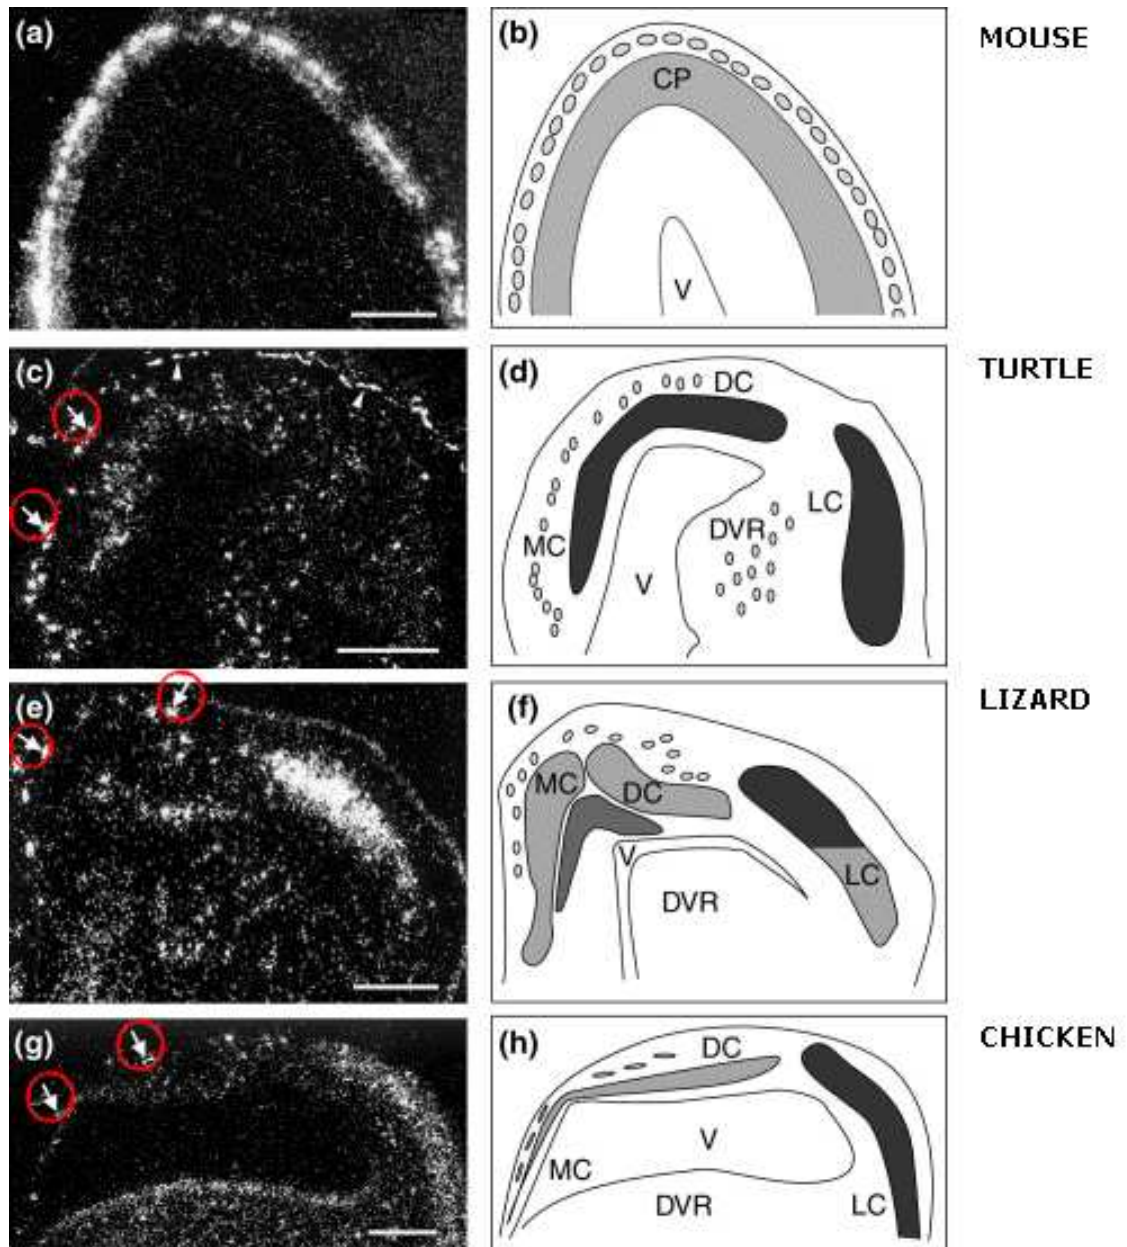 (a) (b) MOUSE
CP
V
(c) (d) TURTLE
DC
LC
DVR
MC
V
(e) (f) LIZARD
MC DC
V LC
DVR
(g) (h) CHICKEN
DC
V
MC
DVR LC